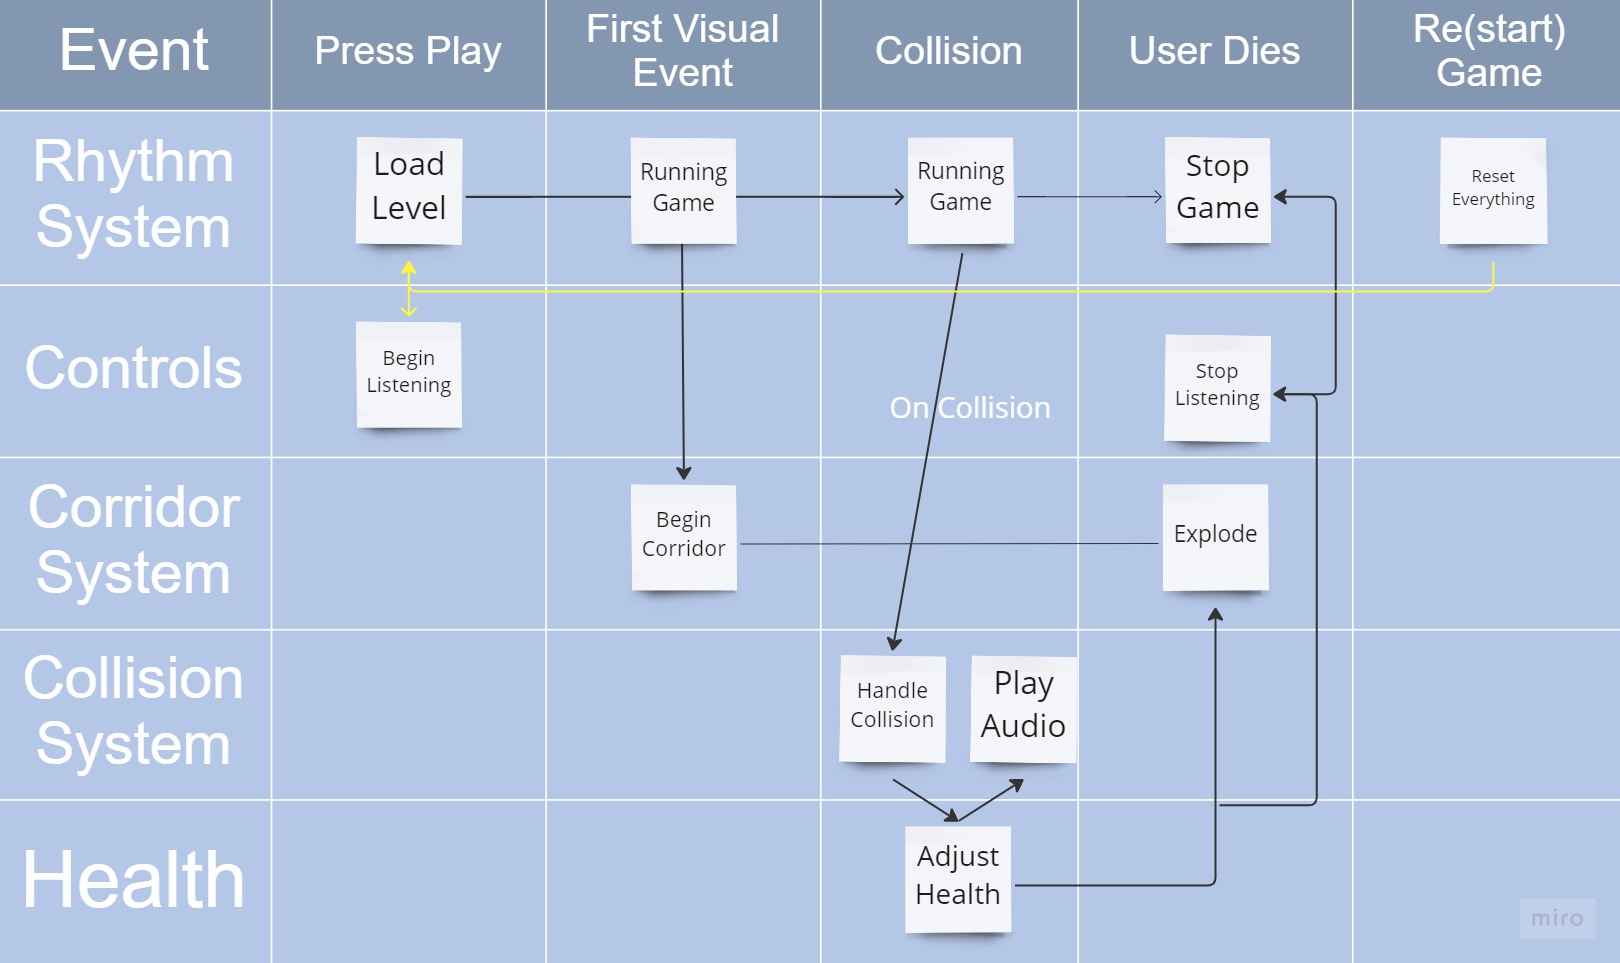 Event
Press Play
First Visual
Event
Collision
User Dies
Re(start)
Game
Rhythm
System
Load
Level
Running
Game
Running
Game
Stop
Game
Reset
Everything
Controls
Begin
Listening
On Collision
Stop
Listening
Corridor
System
Begin
Corridor
Explode
Collision
System
Handle
Collision
Play
Audio
Health
Adjust
Health
miro